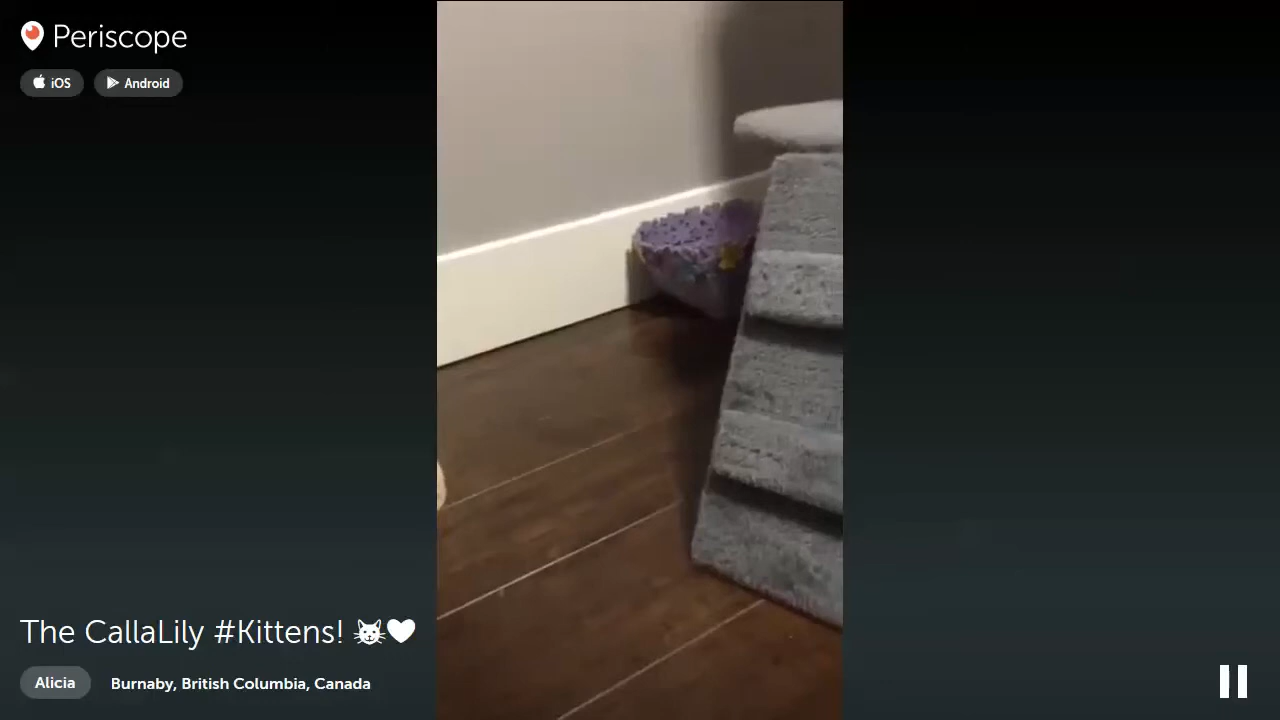 Periscope
iOS
Android
The CallaLily #Kittens! 🐱❤
Alicia
Burnaby, British Columbia, Canada